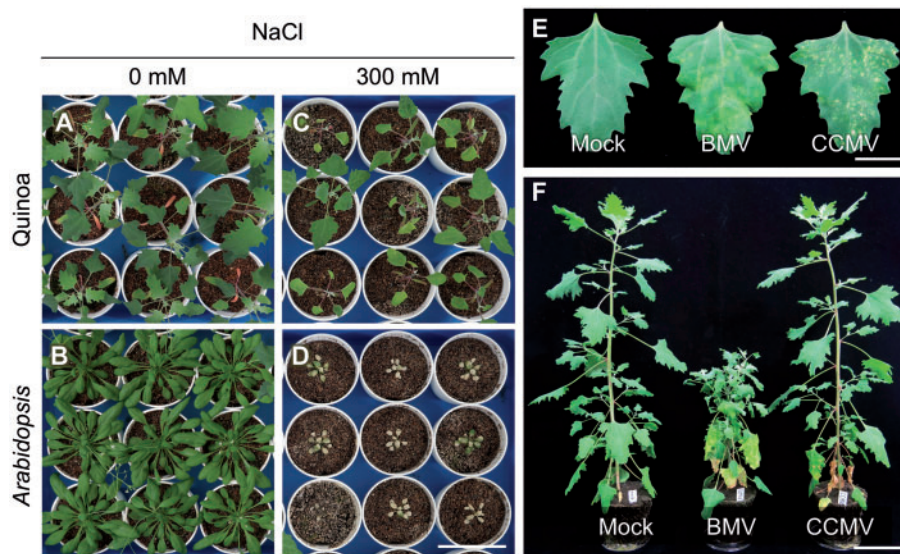 NaCl
0 mM
300 mM
Quinoa
Arabidopsis
A
B
C
D
E
Mock
BMV
CCMV
F
Mock
BMV
CCMV